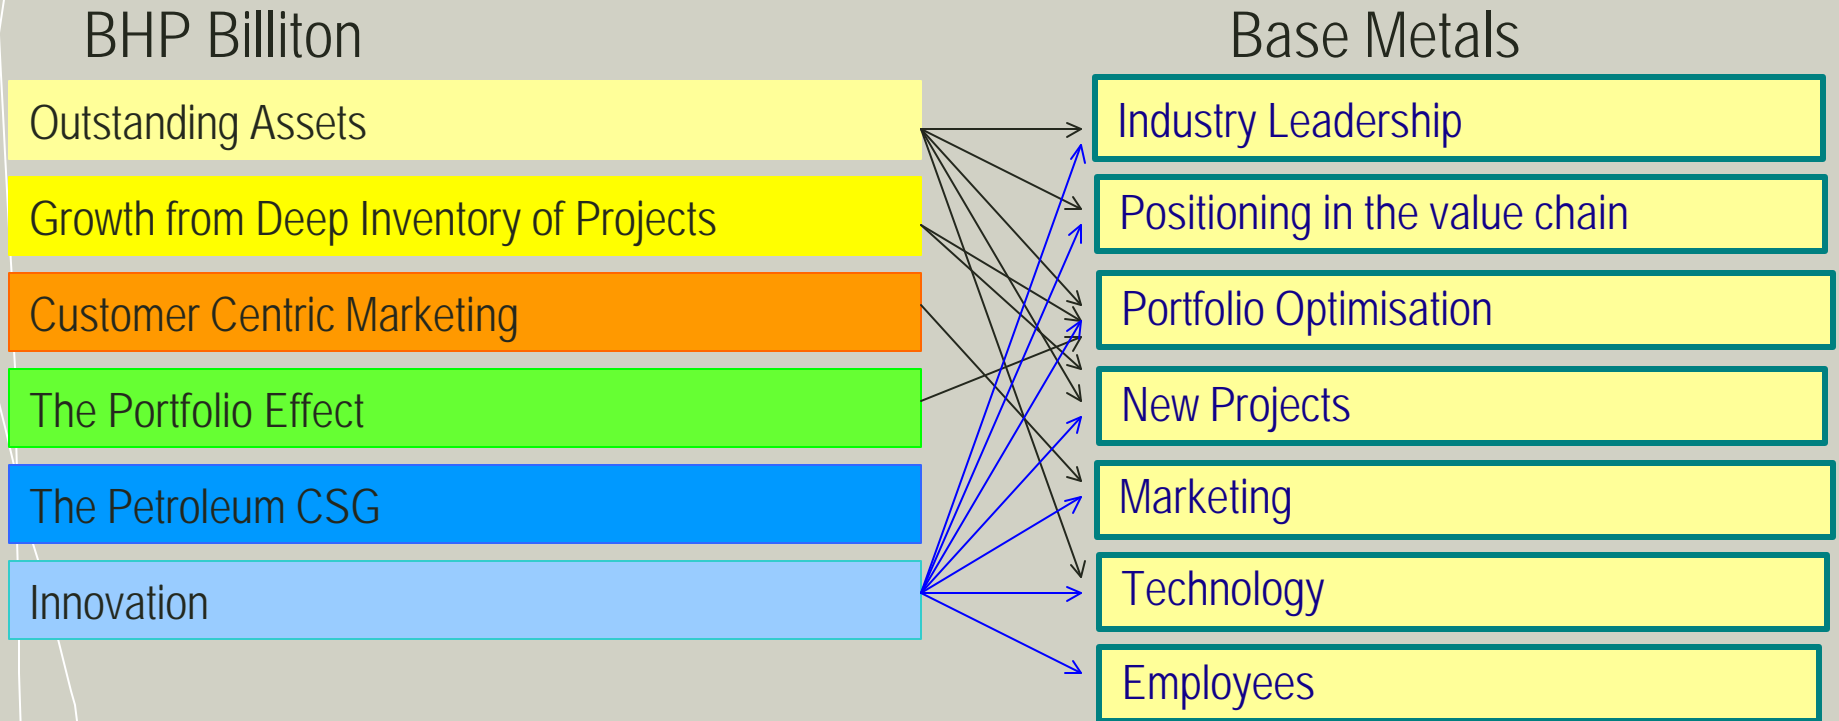 BHP Billiton
Outstanding Assets
Growth from Deep Inventory of Projects
Customer Centric Marketing
The Portfolio Effect
The Petroleum CSG
Innovation
Base Metals
Industry Leadership
Positioning in the value chain
Portfolio Optimisation
New Projects
Marketing
Technology
Employees